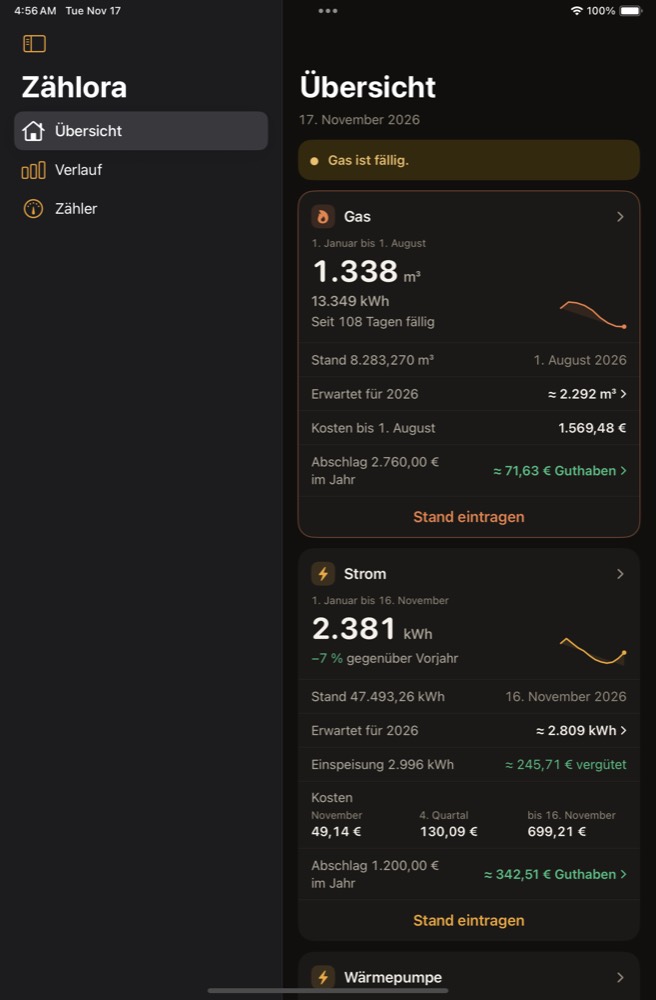 4:56 AM Tue Nov 17
100%
Zählora
Übersicht
Verlauf
Zähler
Übersicht
17. November 2026
Gas ist fällig.
Gas
1. Januar bis 1. August
1.338 m³
13.349 kWh
Seit 108 Tagen fällig
Stand 8.283,270 m³ 1. August 2026
Erwartet für 2026 ≈ 2.292 m³
Kosten bis 1. August 1.569,48 €
Abschlag 2.760,00 €
im Jahr
≈ 71,63 € Guthaben
Stand eintragen
Strom
1. Januar bis 16. November
2.381 kWh
−7 % gegenüber Vorjahr
Stand 47.493,26 kWh 16. November 2026
Erwartet für 2026 ≈ 2.809 kWh
Einspeisung 2.996 kWh ≈ 245,71 € vergütet
Kosten
November 4. Quartal bis 16. November
49,14 € 130,09 € 699,21 €
Abschlag 1.200,00 €
im Jahr
≈ 342,51 € Guthaben
Stand eintragen
Wärmepumpe